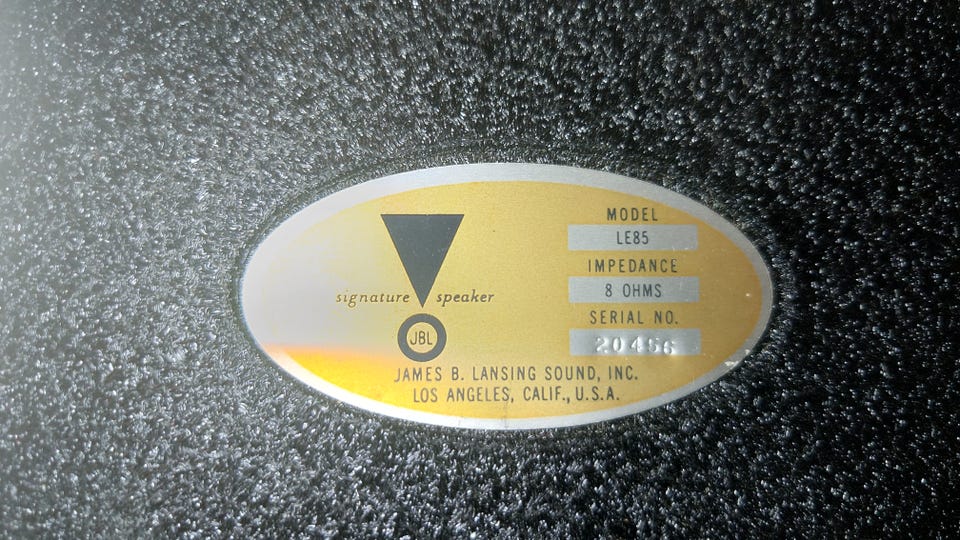 signature speaker
JBL
JAMES B. LANSING SOUND, INC.
LOS ANGELES, CALIF., U.S.A.
MODEL
LE85
IMPEDANCE
8 OHMS
SERIAL NO.
20456